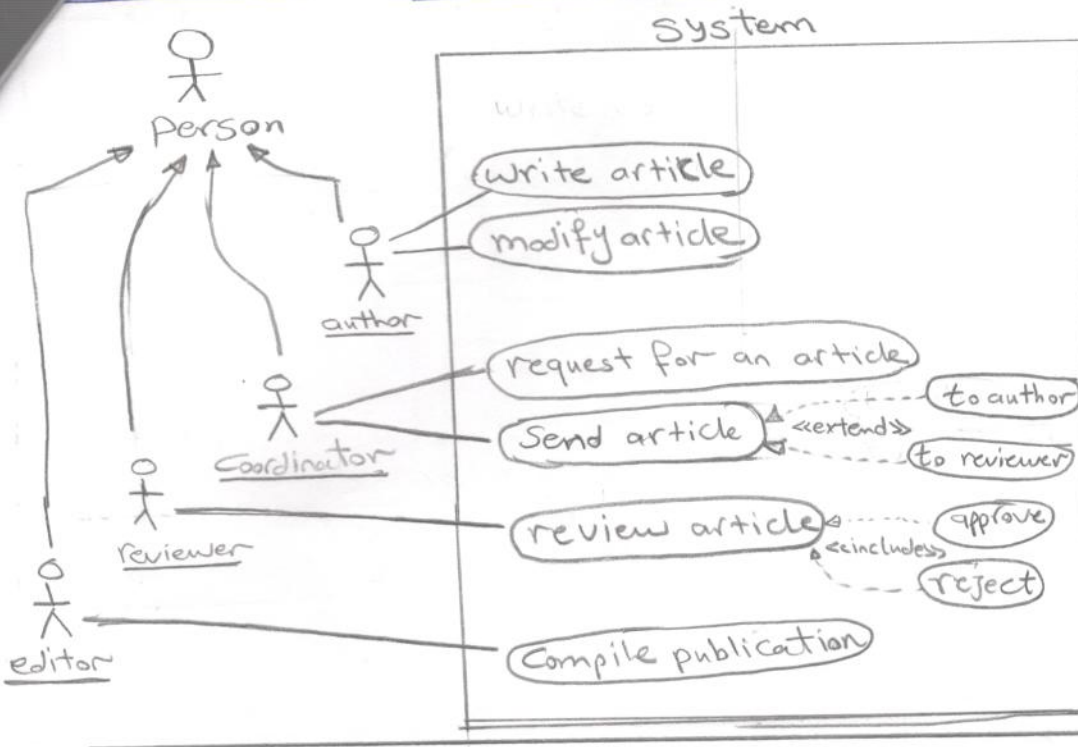 System
person
write article
modify article
author
request for an article
to author
Send article
<<extend>>
to reviewer
Coordinator
review article
approve
<<includes>>
reject
reviewer
Compile publication
editor